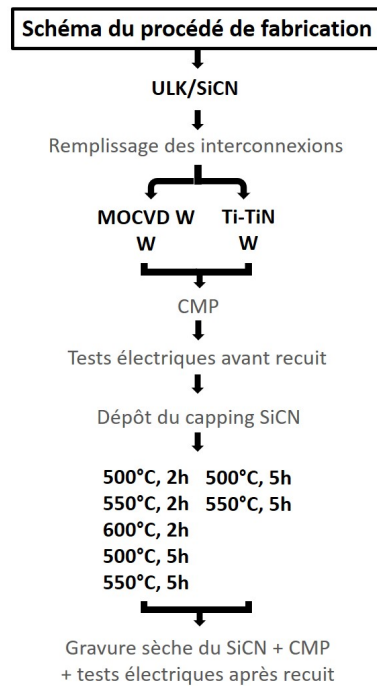 Schéma du procédé de fabrication
ULK/SiCN
Remplissage des interconnexions
MOCVD W Ti-TiN
W W
CMP
Tests électriques avant recuit
Dépôt du capping SiCN
500°C, 2h 500°C, 5h
550°C, 2h 550°C, 5h
600°C, 2h
500°C, 5h
550°C, 5h
Gravure sèche du SiCN + CMP
+ tests électriques après recuit